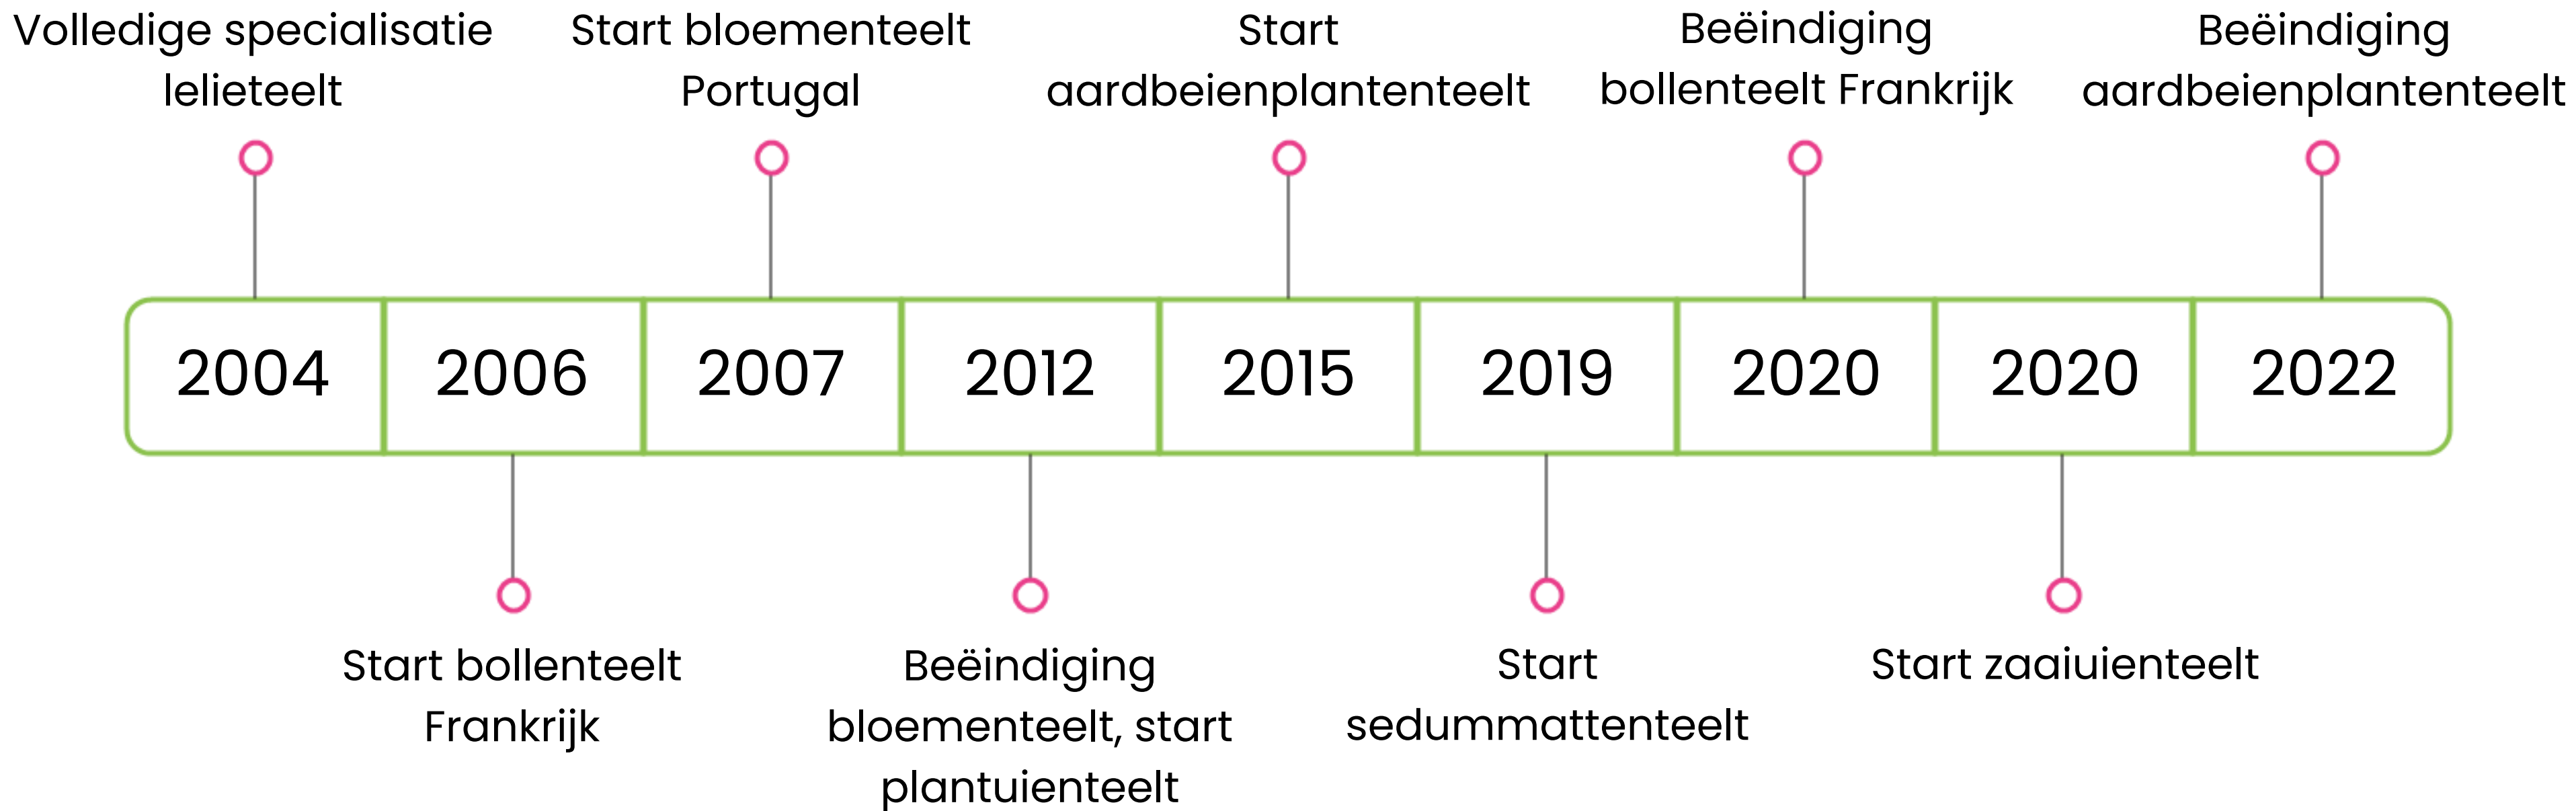 Volledige specialisatie
lelieteelt
Start bloementeelt
Portugal
Start
aardbeienplantenteelt
Beëindiging
bollenteelt Frankrijk
Beëindiging
aardbeienplantenteelt
2004
2006
2007
2012
2015
2019
2020
2020
2022
Start bollenteelt
Frankrijk
Beëindiging
bloementeelt, start
plantuienteelt
Start
sedummattenteelt
Start zaaiuienteelt